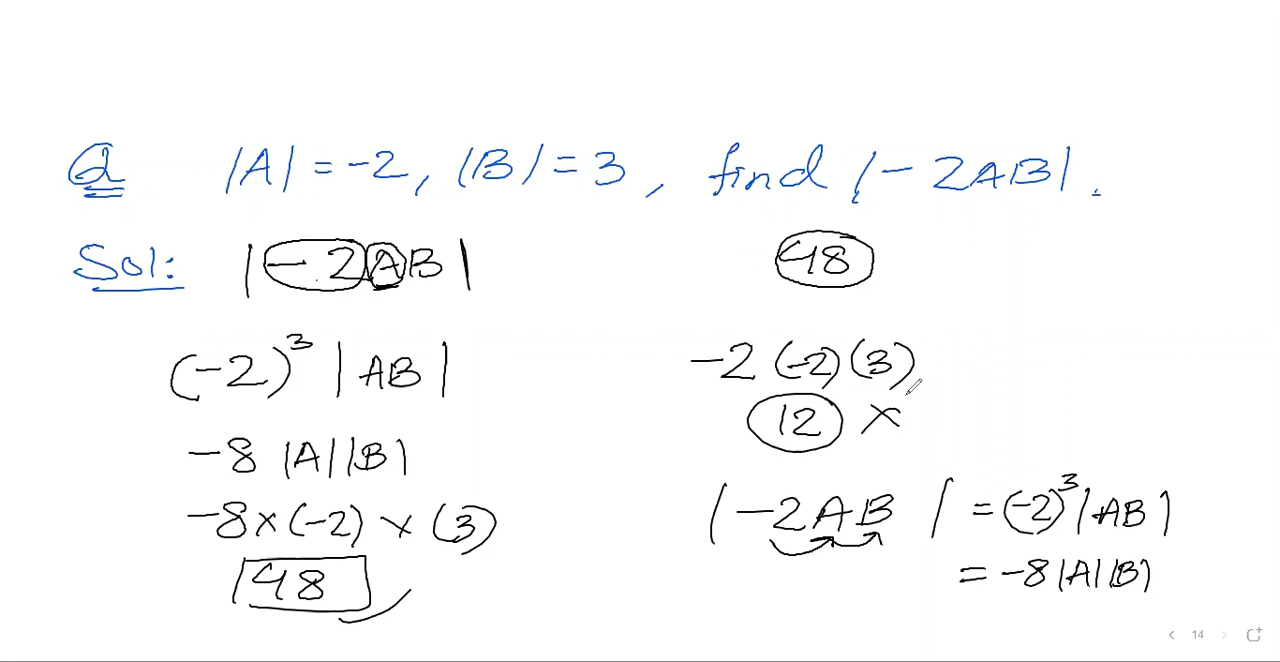 Q |A| = -2, |B| = 3, find |-2AB|.
Sol: |-2AB|
(-2)³ |AB|
-8 |A||B|
-8 × (-2) × (3)
48
48
-2 (-2) (3)
12 ×
|-2AB| = (-2)³ |AB|
= -8 |A||B|
14